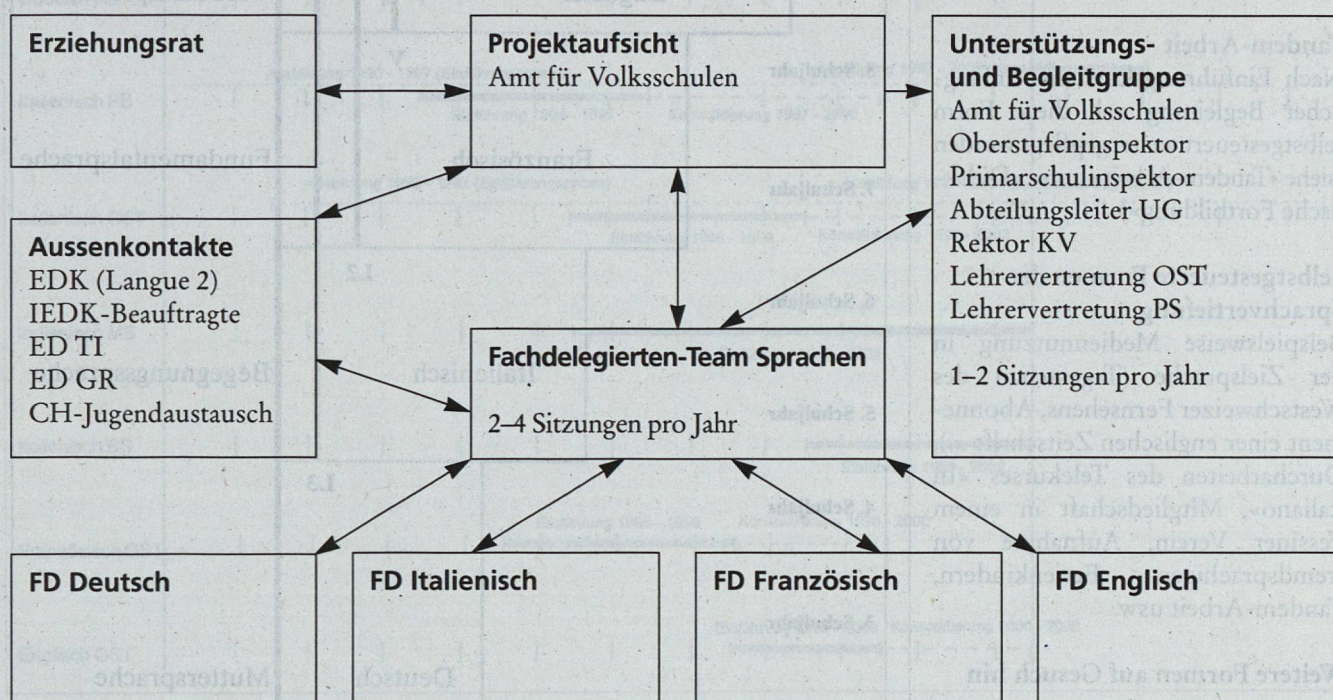 Erziehungsrat
Projektaufsicht
Amt für Volksschulen
Unterstützungs-
und Begleitgruppe
Amt für Volksschulen
Oberstufeninspektor
Primarschulinspektor
Abteilungsleiter UG
Rektor KV
Lehrervertretung OST
Lehrervertretung PS
1–2 Sitzungen pro Jahr
Aussenkontakte
EDK (Langue 2)
IEDK-Beauftragte
ED TI
ED GR
CH-Jugendaustausch
Fachdelegierten-Team Sprachen
2–4 Sitzungen pro Jahr
FD Deutsch
FD Italienisch
FD Französisch
FD Englisch